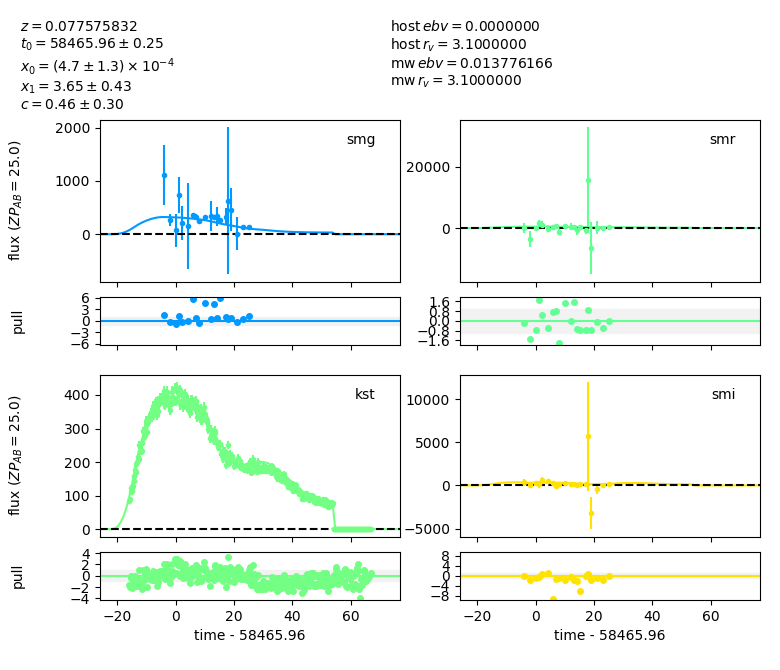 z = 0.077575832
t₀ = 58465.96 ± 0.25
x₀ = (4.7 ± 1.3) × 10⁻⁴
x₁ = 3.65 ± 0.43
c = 0.46 ± 0.30
host ebv = 0.0000000
host r_v = 3.1000000
mw ebv = 0.013776166
mw r_v = 3.1000000
flux (ZP_AB = 25.0)
2000
1000
0
smg
20000
0
smr
pull
6
3
0
−3
−6
1.6
0.8
0.0
−0.8
−1.6
flux (ZP_AB = 25.0)
400
300
200
100
0
kst
10000
5000
0
−5000
smi
pull
4
2
0
−2
−4
8
4
0
−4
−8
−20 0 20 40 60
−20 0 20 40 60
time - 58465.96
time - 58465.96